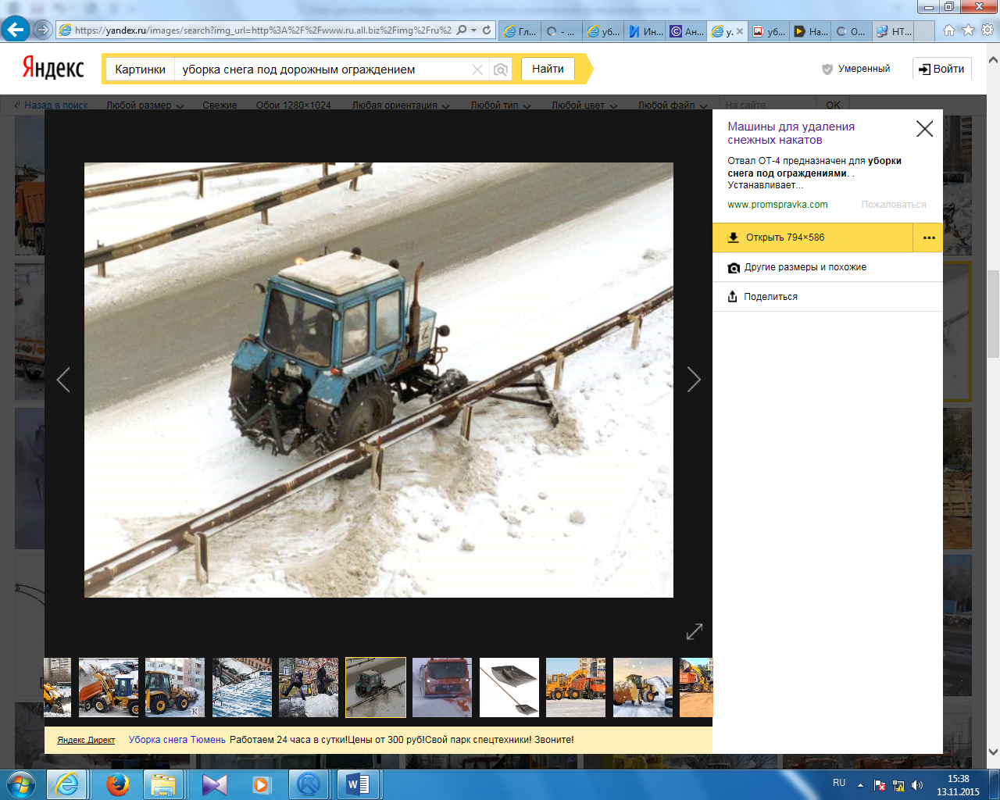 https://yandex.ru/images/search?img_url=http%3A%2F%2Fwww.ru.all.biz%2Fimg%2Fru%2
Гл...
- ...
уб...
Ин...
Ан...
у.
уб...
На...
О...
НТ...
Яндекс
Картинки
уборка снега под дорожным ограждением
Найти
Умеренный
Войти
Назад в поиск
Любой размер
Свежие
Обои 1280×1024
Любая ориентация
Любой тип
Любой цвет
Любой файл
На сайте
OK
Машины для удаления
снежных накатов
Отвал ОТ-4 предназначен для уборки
снега под ограждениями. .
Устанавливает...
www.promspravka.com
Пожаловаться
Открыть 794×586
Другие размеры и похожие
Поделиться
Яндекс.Директ
Уборка снега Тюмень Работаем 24 часа в сутки!Цены от 300 руб!Свой парк спецтехники! Звоните!
RU
15:38
13.11.2015